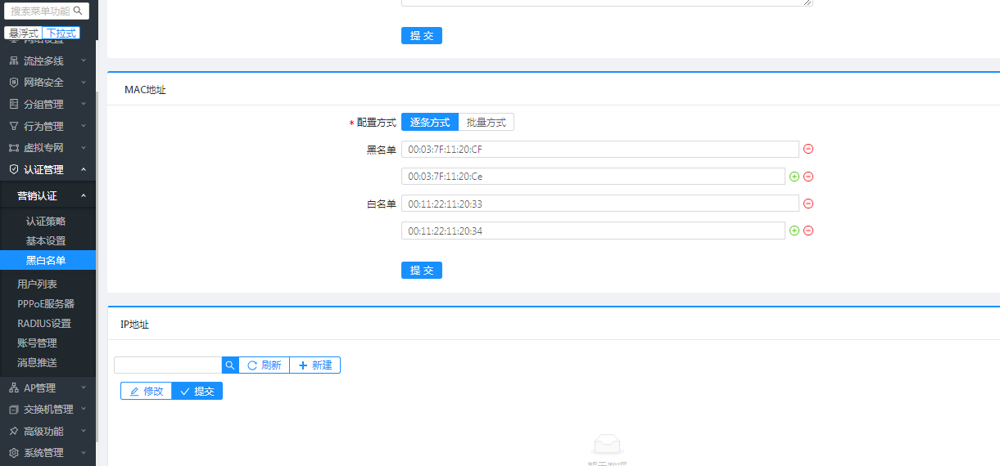 搜索菜单功能
悬浮式 下拉式
网络设置
流控多线
网络安全
分组管理
行为管理
虚拟专网
认证管理
营销认证
认证策略
基本设置
黑白名单
用户列表
PPPoE服务器
RADIUS设置
账号管理
消息推送
AP管理
交换机管理
高级功能
系统管理
提 交
MAC地址
* 配置方式 逐条方式 批量方式
黑名单 00:03:7F:11:20:CF
00:03:7F:11:20:Ce
白名单 00:11:22:11:20:33
00:11:22:11:20:34
提 交
IP地址
刷新 新建
修改 提交
暂无数据